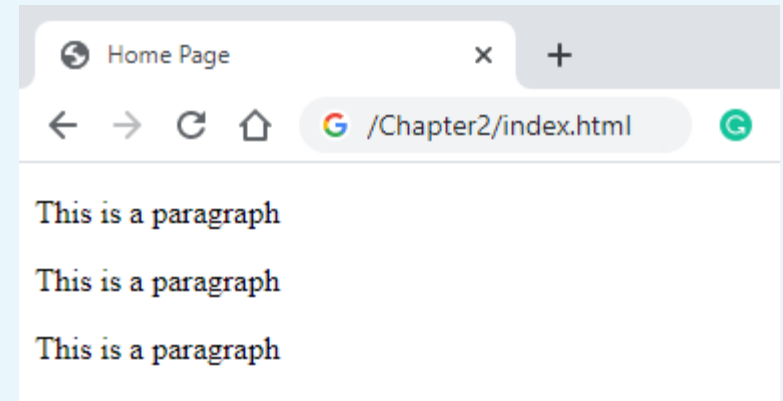 Home Page
/Chapter2/index.html
This is a paragraph
This is a paragraph
This is a paragraph